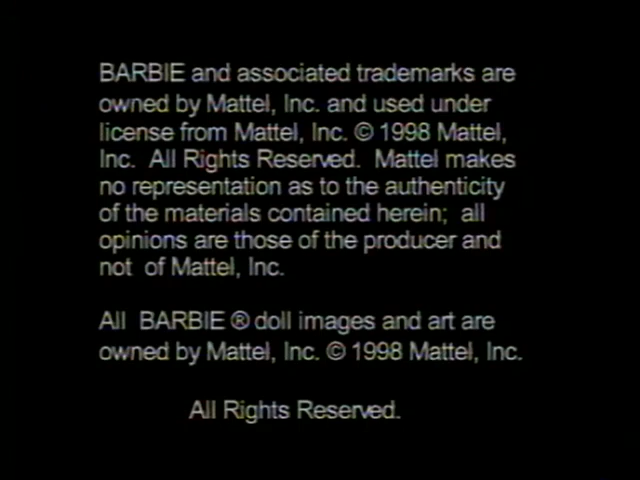 BARBIE and associated trademarks are
owned by Mattel, Inc. and used under
license from Mattel, Inc. © 1998 Mattel,
Inc.  All Rights Reserved.  Mattel makes
no representation as to the authenticity
of the materials contained herein;  all
opinions are those of the producer and
not  of Mattel, Inc.
All  BARBIE ® doll images and art are
owned by Mattel, Inc. © 1998 Mattel, Inc.
All Rights Reserved.